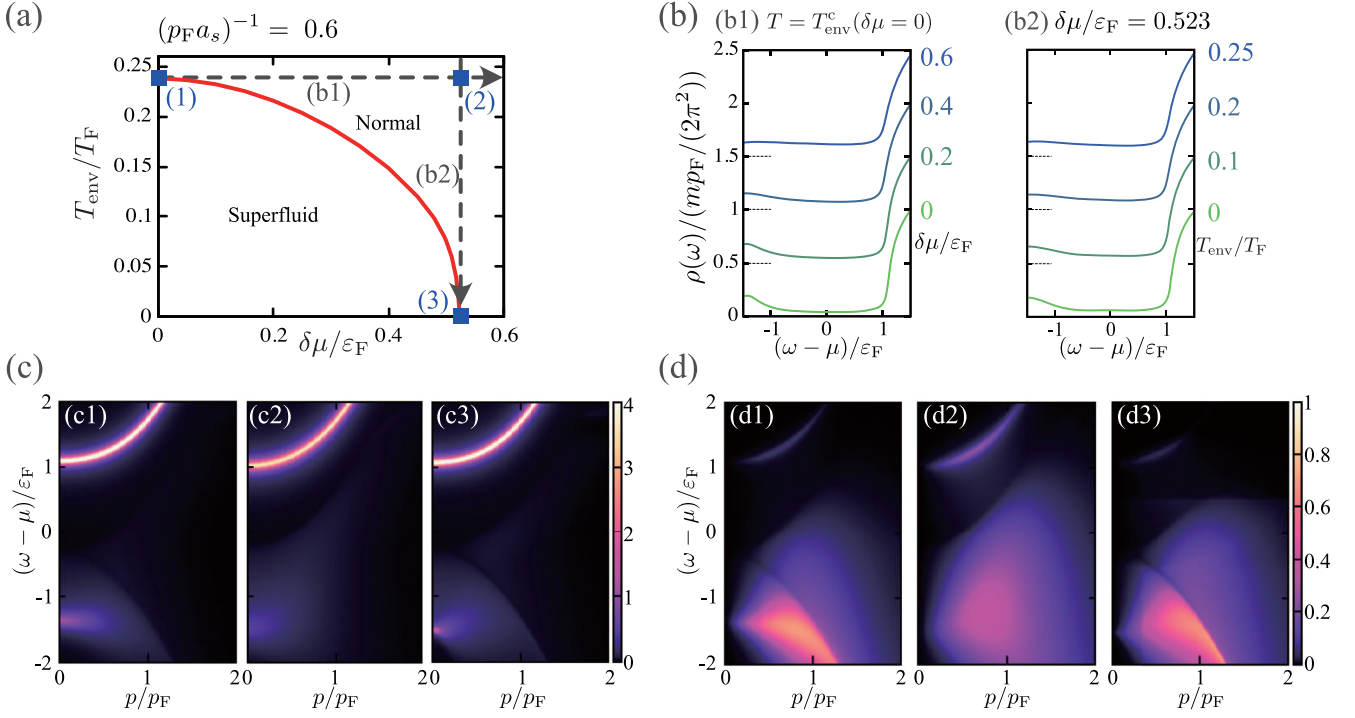 (a)
(p_F a_s)^{-1} = 0.6
T_env/T_F
0.25
0.2
0.15
0.1
0.05
0
(1)
(b1)
(2)
Normal
(b2)
Superfluid
(3)
0 0.2 0.4 0.6
δμ/ε_F
(b)
(b1) T = T^c_env(δμ = 0)
ρ(ω)/(mp_F/(2π²))
2.5
2
1.5
1
0.5
0
0.6
0.4
0.2
0
δμ/ε_F
-1 0 1
(ω − μ)/ε_F
(b2) δμ/ε_F = 0.523
0.25
0.2
0.1
0
T_env/T_F
-1 0 1
(ω − μ)/ε_F
(c)
(c1) (c2) (c3)
(ω − μ)/ε_F
2
1
0
-1
-2
0 1 2 0 1 2 0 1 2
p/p_F p/p_F p/p_F
4
3
2
1
0
(d)
(d1) (d2) (d3)
(ω − μ)/ε_F
2
1
0
-1
-2
0 1 2 0 1 2 0 1 2
p/p_F p/p_F p/p_F
1
0.8
0.6
0.4
0.2
0